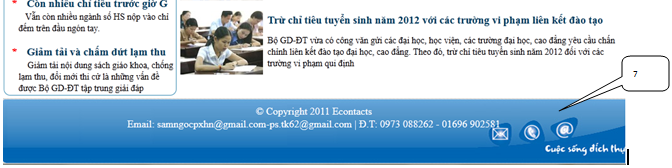 Còn nhiều chỉ tiêu trước giờ G
Vẫn còn nhiều ngành số HS nộp vào chỉ
đếm trên đầu ngón tay.
Giảm tải và chấm dứt lạm thu
Giảm tải nội dung sách giáo khoa, chống
lạm thu, đổi mới thi cử là những vấn đề
được Bộ GD-ĐT tập trung giải đáp
Trừ chỉ tiêu tuyển sinh năm 2012 với các trường vi phạm liên kết đào tạo
Bộ GD-ĐT vừa có công văn gửi các đại học, học viện, các trường đại học, cao đẳng yêu cầu chấn
chỉnh liên kết đào tạo đại học, cao đẳng. Theo đó, trừ chỉ tiêu tuyển sinh năm 2012 đối với các
trường vi phạm qui định
7
© Copyright 2011 Econtacts
Email: samngocpxhn@gmail.com-ps.tk62@gmail.com | Đ.T: 0973 088262 - 01696 902581
Cuộc sống đích thực